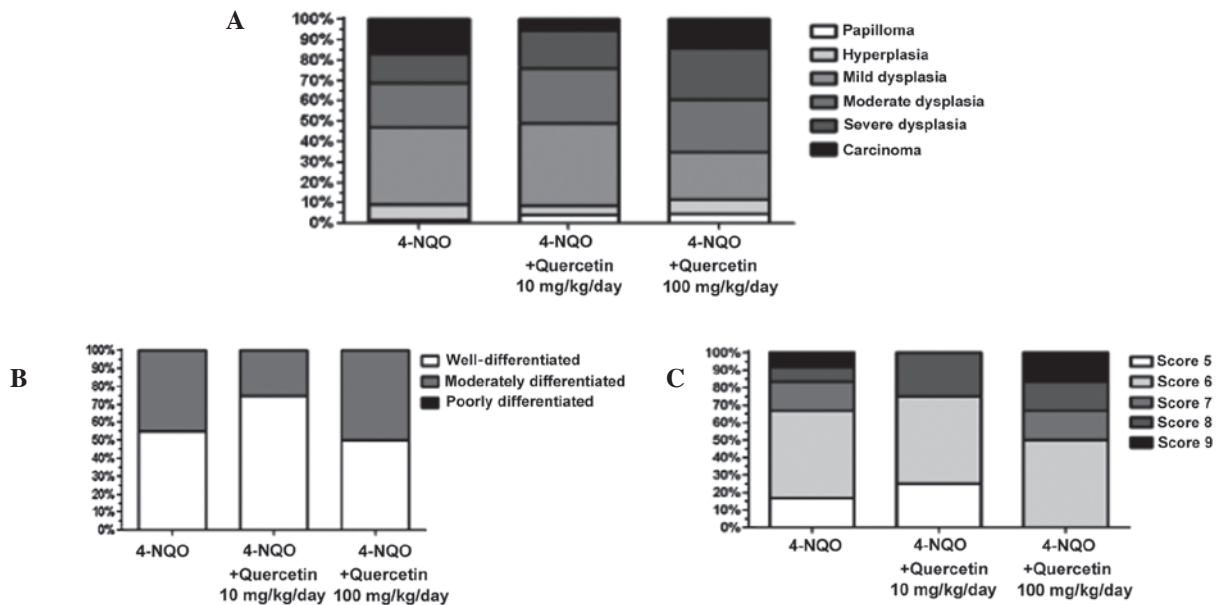 A
100%
90%
80%
70%
60%
50%
40%
30%
20%
10%
0%
4-NQO
4-NQO
+Quercetin
10 mg/kg/day
4-NQO
+Quercetin
100 mg/kg/day
Papilloma
Hyperplasia
Mild dysplasia
Moderate dysplasia
Severe dysplasia
Carcinoma
B
100%
90%
80%
70%
60%
50%
40%
30%
20%
10%
0%
4-NQO
4-NQO
+Quercetin
10 mg/kg/day
4-NQO
+Quercetin
100 mg/kg/day
Well-differentiated
Moderately differentiated
Poorly differentiated
C
100%
90%
80%
70%
60%
50%
40%
30%
20%
10%
0%
4-NQO
4-NQO
+Quercetin
10 mg/kg/day
4-NQO
+Quercetin
100 mg/kg/day
Score 5
Score 6
Score 7
Score 8
Score 9